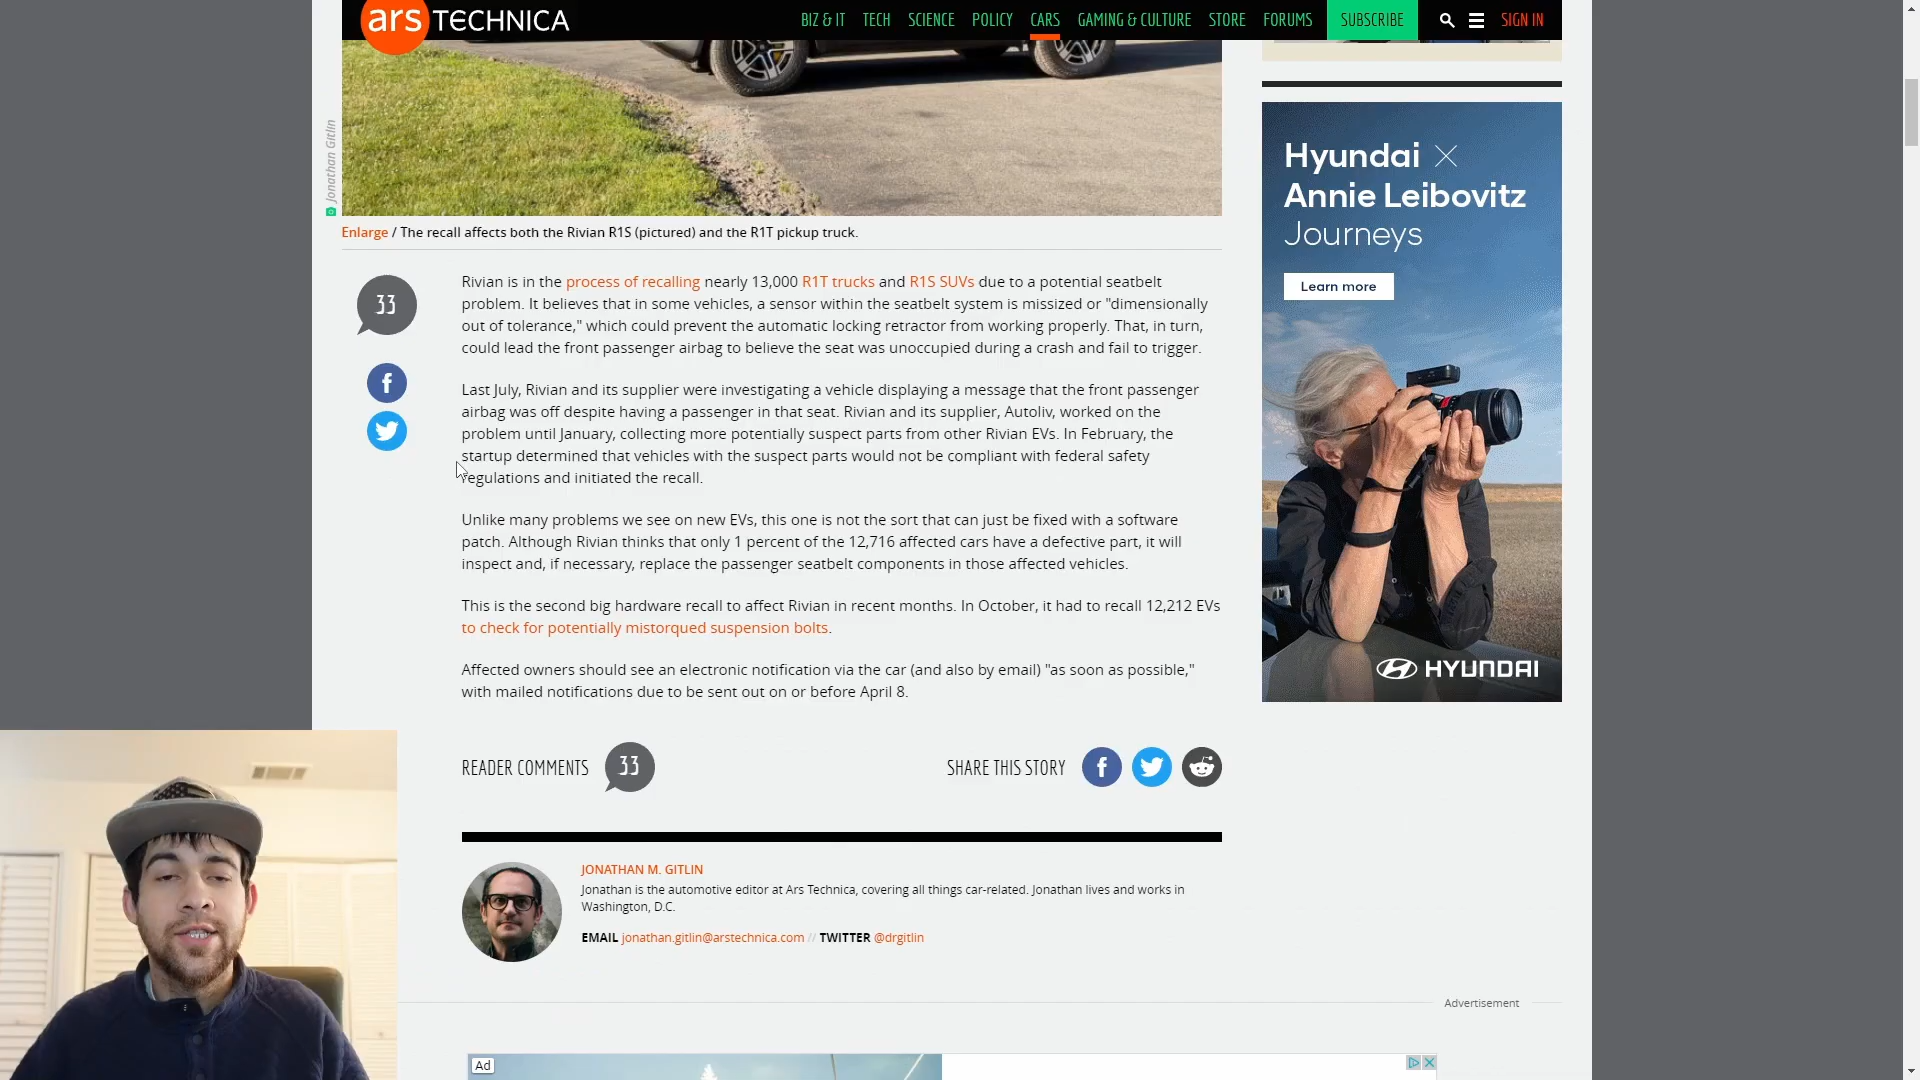 ars TECHNICA
BIZ & IT TECH SCIENCE POLICY CARS GAMING & CULTURE STORE FORUMS SUBSCRIBE SIGN IN
Jonathan Gitlin
Enlarge / The recall affects both the Rivian R1S (pictured) and the R1T pickup truck.
33
Rivian is in the process of recalling nearly 13,000 R1T trucks and R1S SUVs due to a potential seatbelt
problem. It believes that in some vehicles, a sensor within the seatbelt system is missized or "dimensionally
out of tolerance," which could prevent the automatic locking retractor from working properly. That, in turn,
could lead the front passenger airbag to believe the seat was unoccupied during a crash and fail to trigger.
Last July, Rivian and its supplier were investigating a vehicle displaying a message that the front passenger
airbag was off despite having a passenger in that seat. Rivian and its supplier, Autoliv, worked on the
problem until January, collecting more potentially suspect parts from other Rivian EVs. In February, the
startup determined that vehicles with the suspect parts would not be compliant with federal safety
regulations and initiated the recall.
Unlike many problems we see on new EVs, this one is not the sort that can just be fixed with a software
patch. Although Rivian thinks that only 1 percent of the 12,716 affected cars have a defective part, it will
inspect and, if necessary, replace the passenger seatbelt components in those affected vehicles.
This is the second big hardware recall to affect Rivian in recent months. In October, it had to recall 12,212 EVs
to check for potentially mistorqued suspension bolts.
Affected owners should see an electronic notification via the car (and also by email) "as soon as possible,"
with mailed notifications due to be sent out on or before April 8.
READER COMMENTS 33
SHARE THIS STORY
JONATHAN M. GITLIN
Jonathan is the automotive editor at Ars Technica, covering all things car-related. Jonathan lives and works in
Washington, D.C.
EMAIL jonathan.gitlin@arstechnica.com // TWITTER @drgitlin
Hyundai ×
Annie Leibovitz
Journeys
Learn more
HYUNDAI
Advertisement
Ad